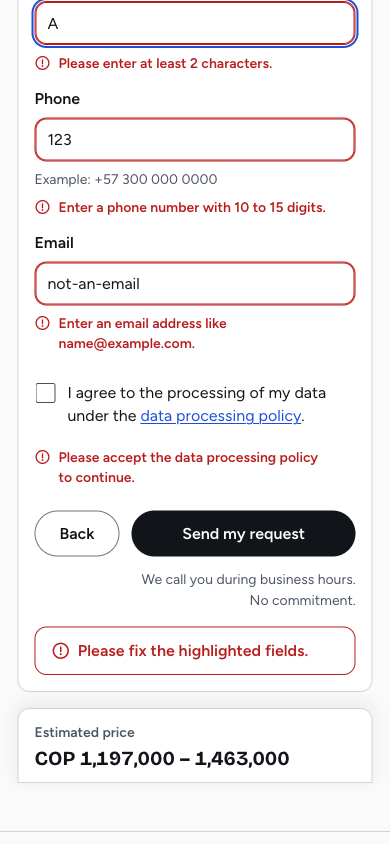 A
Please enter at least 2 characters.
Phone
123
Example: +57 300 000 0000
Enter a phone number with 10 to 15 digits.
Email
not-an-email
Enter an email address like
name@example.com.
I agree to the processing of my data
under the data processing policy.
Please accept the data processing policy
to continue.
Back
Send my request
We call you during business hours.
No commitment.
Please fix the highlighted fields.
Estimated price
COP 1,197,000 – 1,463,000